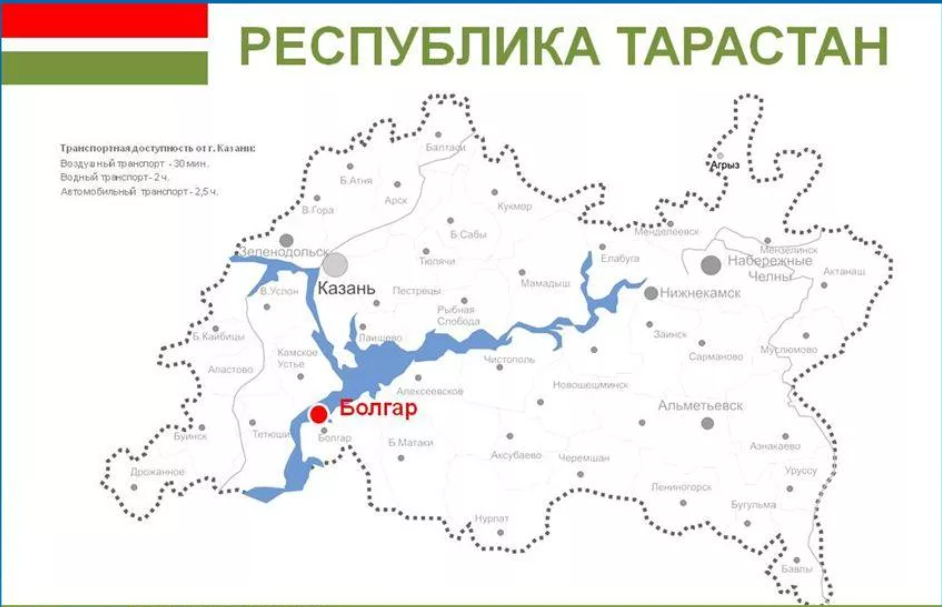 РЕСПУБЛИКА ТАРАСТАН
Транспортная доступность от г. Казани:
Воздушный транспорт - 30 мин.
Водный транспорт - 2 ч.
Автомобильный транспорт - 2,5 ч.
Балтаси
Агрыз
Б.Атня
Арск
Кукмор
В.Гора
Б.Сабы
Менделеевск
Мензелинск
Зеленодольск
Тюлячи
Елабуга
Набережные
Челны
Актаныш
Казань
Пестрецы
Мамадыш
Нижнекамск
В.Услон
Рыбная
Слобода
Б.Кайбицы
Лаишево
Заинск
Муслюмово
Камское
Устье
Чистополь
Сарманово
Апастово
Алексеевское
Новошешминск
Болгар
Альметьевск
Буинск
Тетюши
Болгар
Б.Матаки
Аксубаево
Черемшан
Азнакаево
Дрожанное
Уруссу
Лениногорск
Бугульма
Нурлат
Бавлы